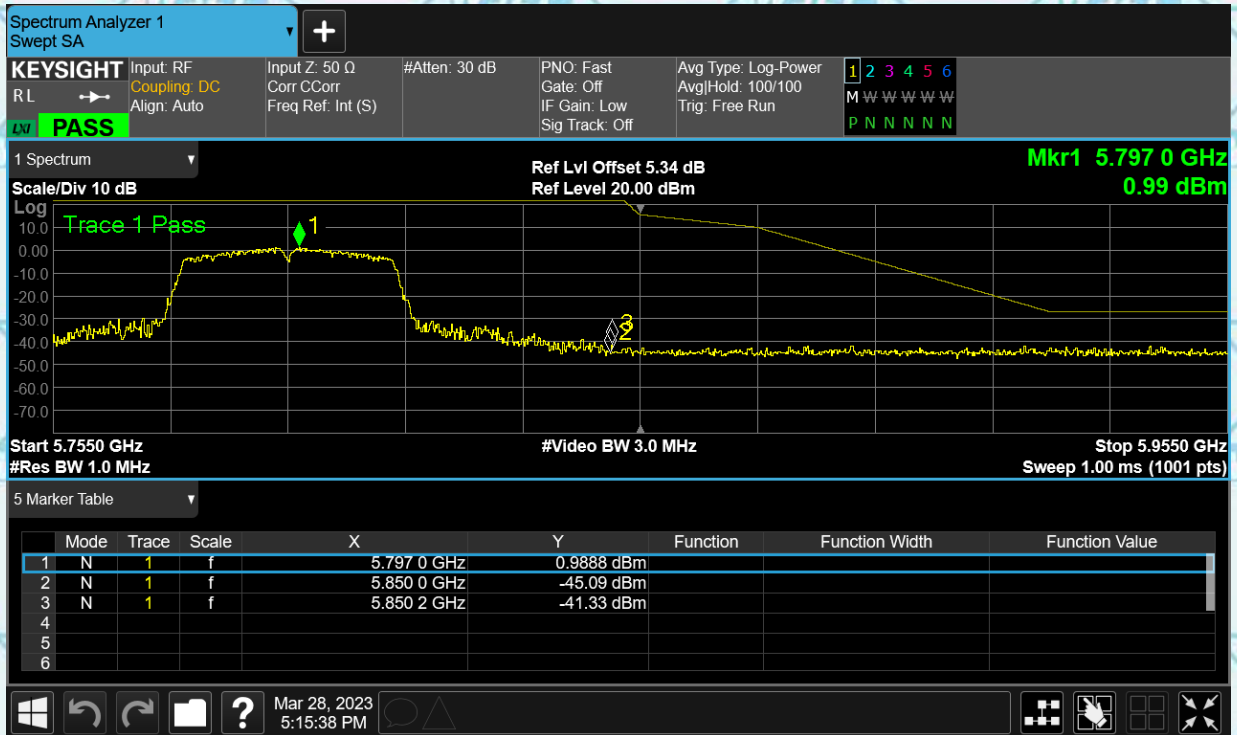 Spectrum Analyzer 1
Swept SA
KEYSIGHT
RL
LXI PASS
Input: RF
Coupling: DC
Align: Auto
Input Z: 50 Ω
Corr CCorr
Freq Ref: Int (S)
#Atten: 30 dB
PNO: Fast
Gate: Off
IF Gain: Low
Sig Track: Off
Avg Type: Log-Power
Avg|Hold: 100/100
Trig: Free Run
1 2 3 4 5 6
M W W W W W
P N N N N N
1 Spectrum
Scale/Div 10 dB
Ref Lvl Offset 5.34 dB
Ref Level 20.00 dBm
Mkr1 5.797 0 GHz
0.99 dBm
Log
Trace 1 Pass
1
3
2
10.0
0.00
-10.0
-20.0
-30.0
-40.0
-50.0
-60.0
-70.0
Start 5.7550 GHz
#Video BW 3.0 MHz
Stop 5.9550 GHz
#Res BW 1.0 MHz
Sweep 1.00 ms (1001 pts)
5 Marker Table
Mode Trace Scale X Y Function Function Width Function Value
1 N 1 f 5.797 0 GHz 0.9888 dBm
2 N 1 f 5.850 0 GHz -45.09 dBm
3 N 1 f 5.850 2 GHz -41.33 dBm
4
5
6
?
Mar 28, 2023
5:15:38 PM